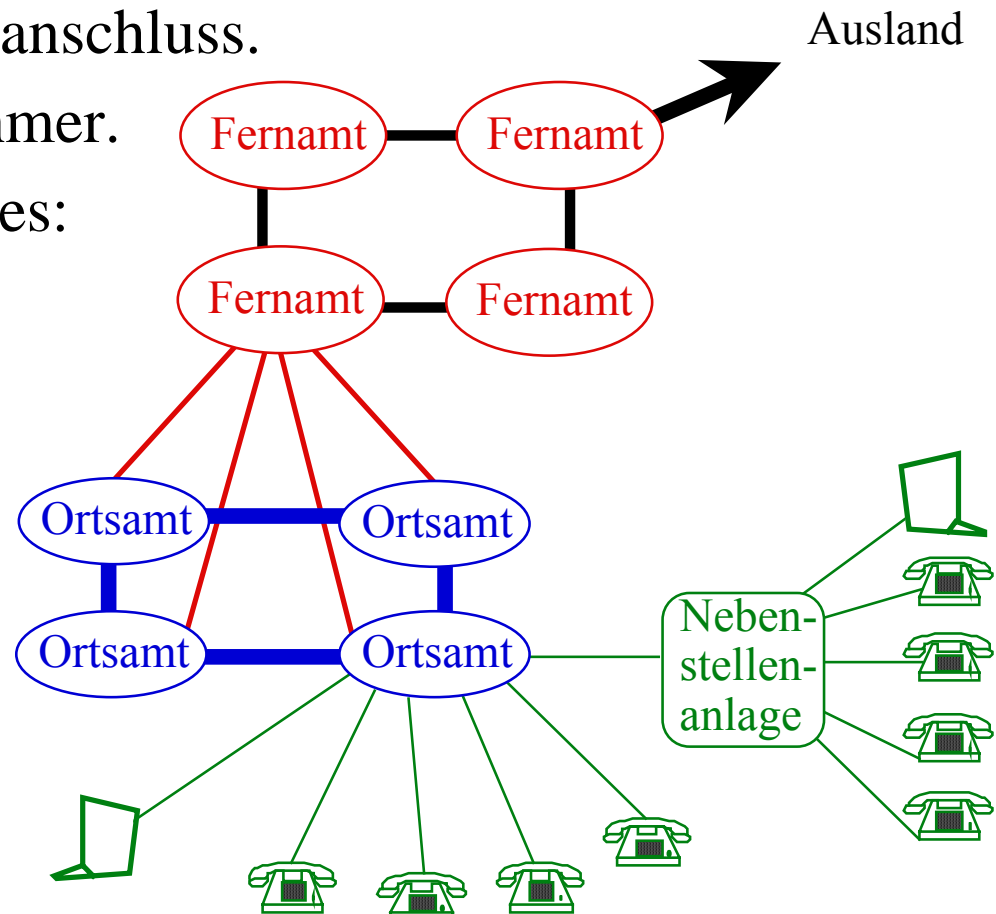 anschluss.
Ausland
mer.
es:
Fernamt Fernamt
Fernamt Fernamt
Ortsamt Ortsamt
Ortsamt Ortsamt
Neben-
stellen-
anlage